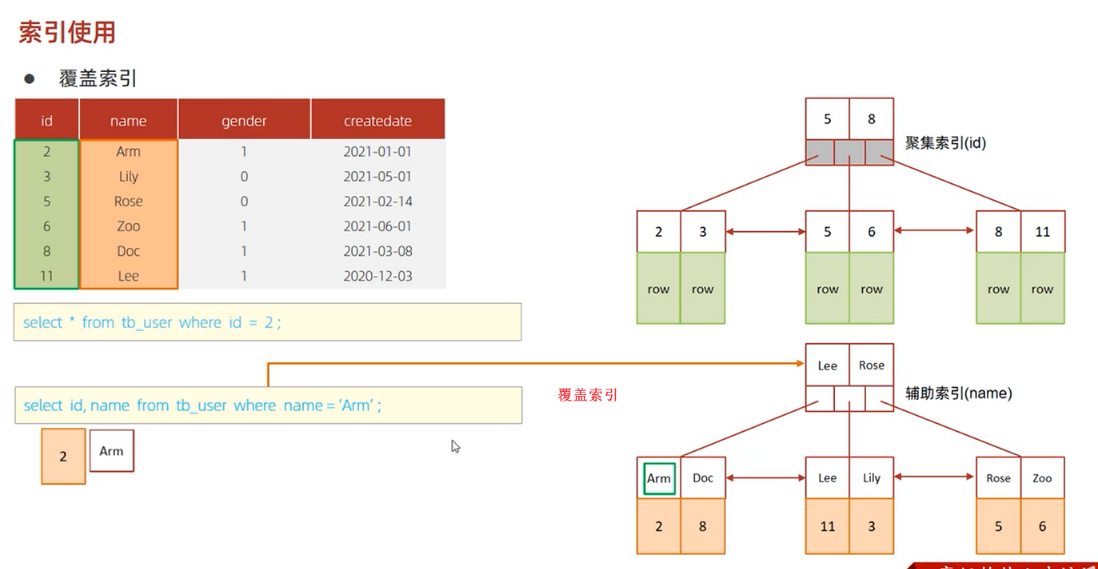 索引使用
● 覆盖索引
id name gender createdate
2 Arm 1 2021-01-01
3 Lily 0 2021-05-01
5 Rose 0 2021-02-14
6 Zoo 1 2021-06-01
8 Doc 1 2021-03-08
11 Lee 1 2020-12-03
select * from tb_user where id = 2 ;
select id, name from tb_user where name = 'Arm' ;
2 Arm
覆盖索引
5 8
聚集索引(id)
2 3 5 6 8 11
row row row row row row
Lee Rose
辅助索引(name)
Arm Doc Lee Lily Rose Zoo
2 8 11 3 5 6